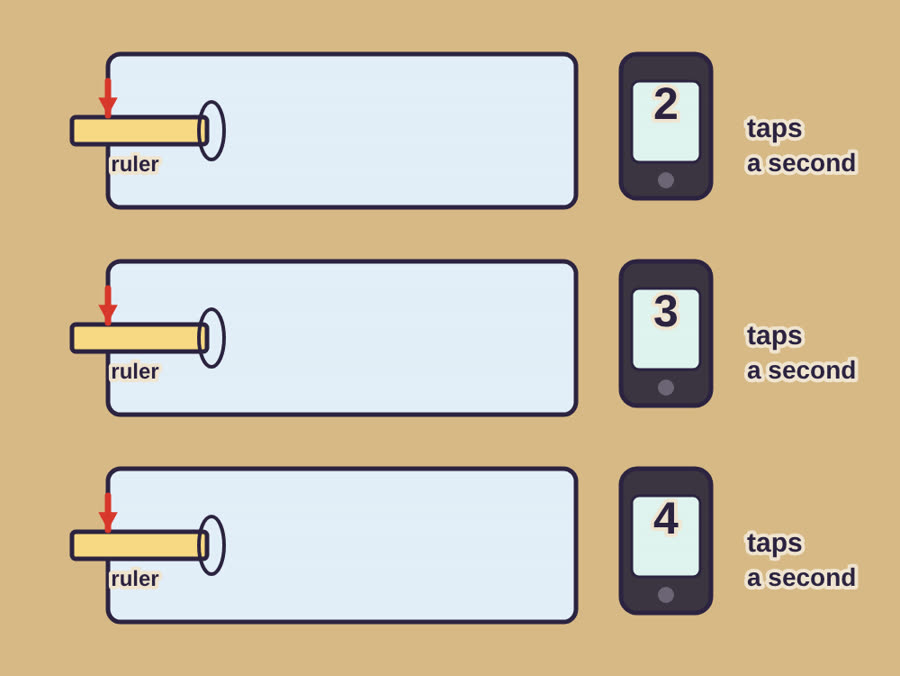 2
taps
a second
ruler
3
taps
a second
ruler
4
taps
a second
ruler